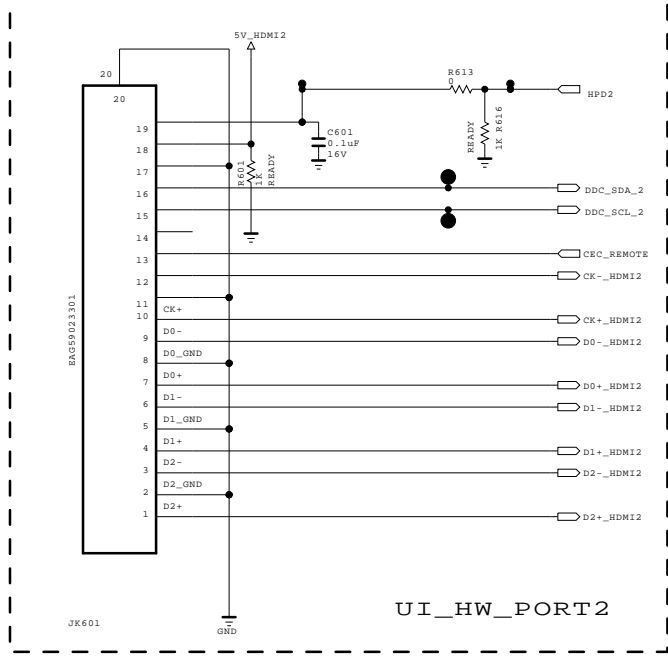 5V_HDMI2
20
20
R613
0
HPD2
19
C601
0.1uF
16V
READY
1K R616
18
R601
1K
READY
17
16
DDC_SDA_2
15
DDC_SCL_2
14
13
CEC_REMOTE
12
CK-_HDMI2
11
CK+
10
CK+_HDMI2
D0-
9
D0-_HDMI2
D0_GND
8
D0+
7
D0+_HDMI2
D1-
6
D1-_HDMI2
D1_GND
5
D1+
4
D1+_HDMI2
D2-
3
D2-_HDMI2
D2_GND
2
D2+
1
D2+_HDMI2
EAG59023301
JK601
GND
UI_HW_PORT2